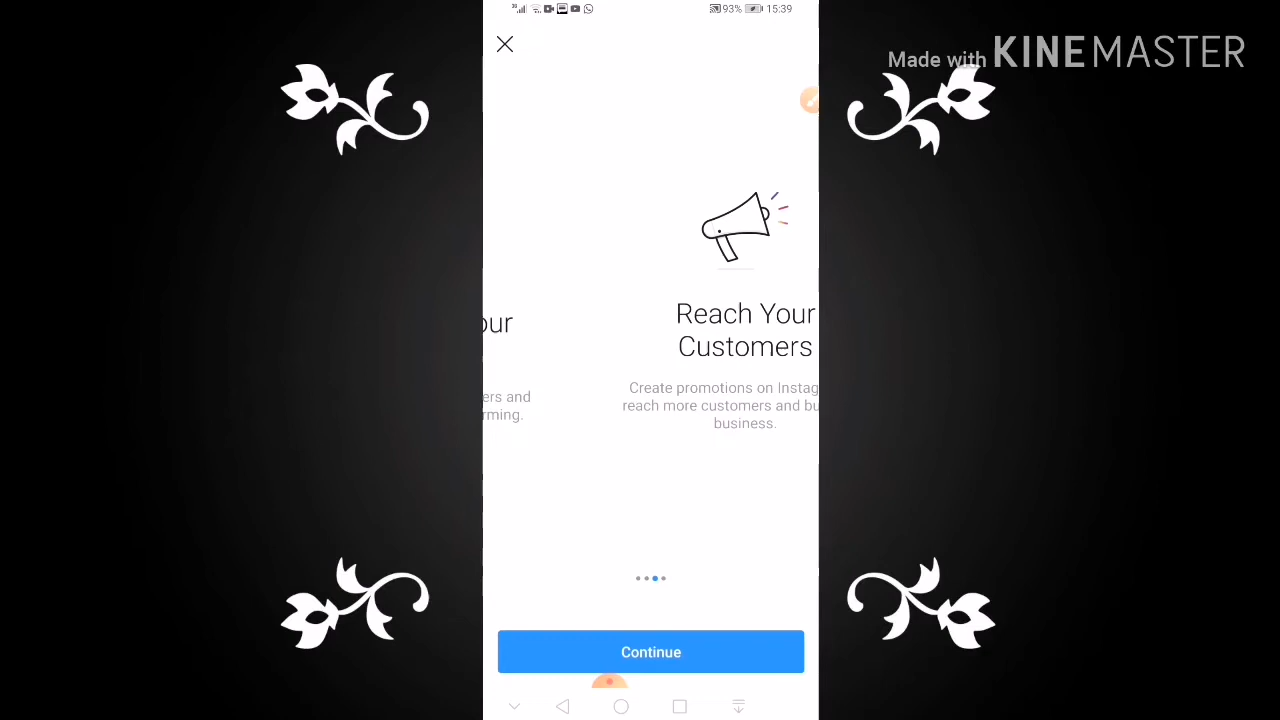 93% 15:39
Made with KINEMASTER
our
ers and
rming.
Reach Your
Customers
Create promotions on Instag
reach more customers and bu
business.
Continue